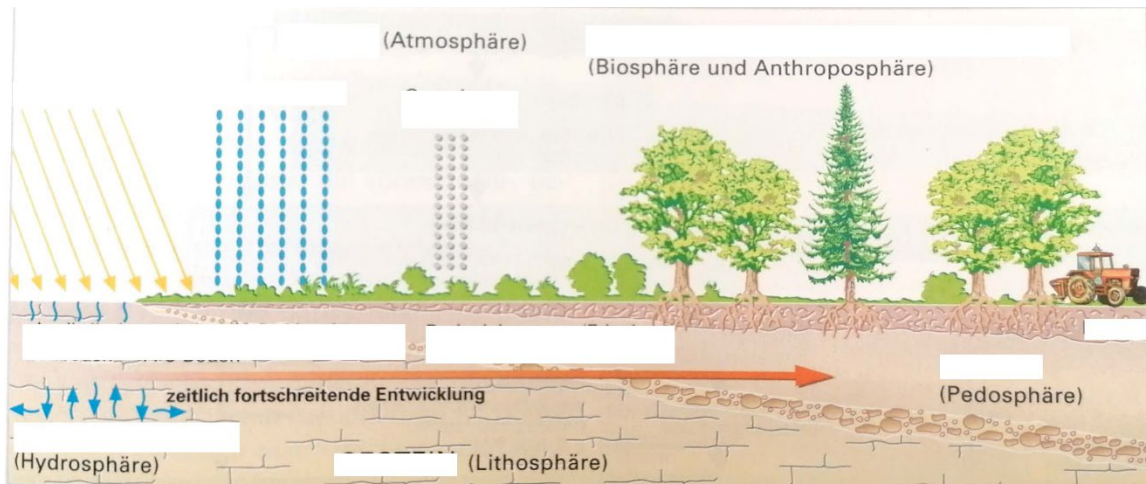 (Atmosphäre)
(Biosphäre und Anthroposphäre)
zeitlich fortschreitende Entwicklung
(Pedosphäre)
(Hydrosphäre)
(Lithosphäre)